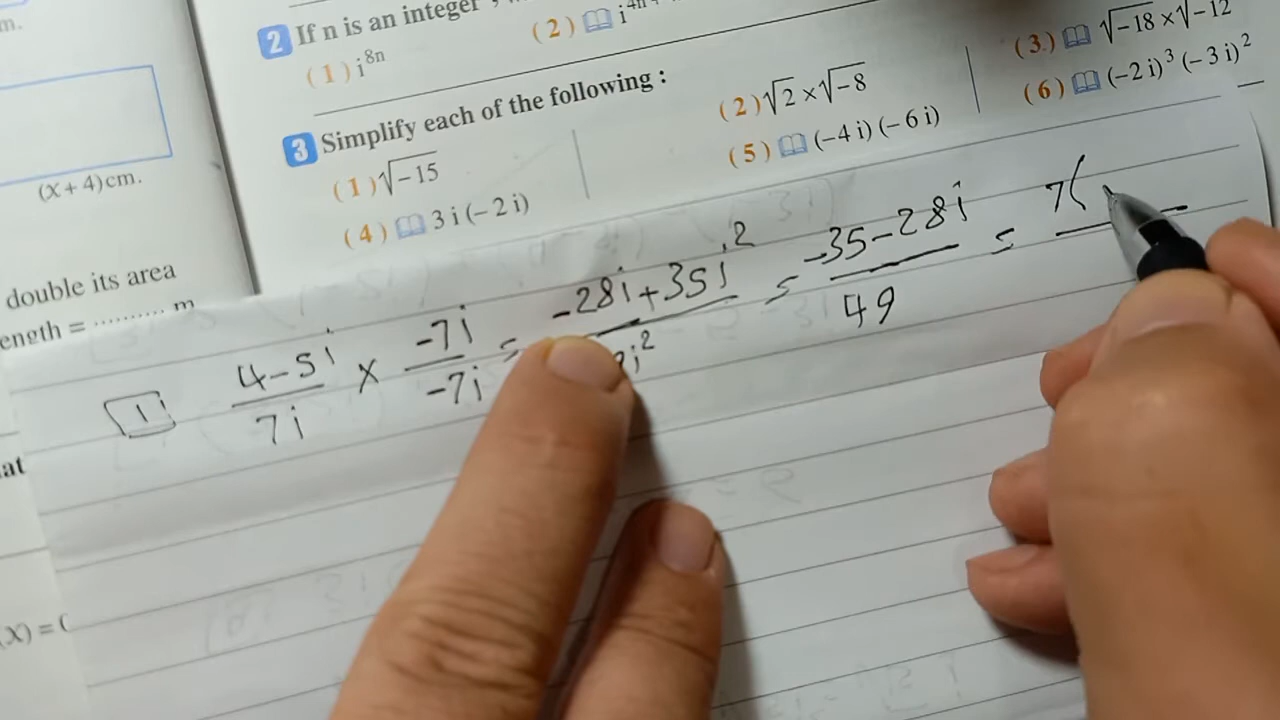 m.
(X+4)cm.
double its area
ength = .......... m
at
(X) = (
2 If n is an integer
(1) i^8n
(2) i^4n
3 Simplify each of the following :
(1) √-15
(2) √2 × √-8
(3) √-18 × √-12
(4) 3 i (-2 i)
(5) (-4 i) (-6 i)
(6) (-2 i)^3 (-3 i)^2
1 (4-5i)/(7i) × (-7i)/(-7i) = (-28i+35i^2)/(i^2) = (-35-28i)/49 = 7(